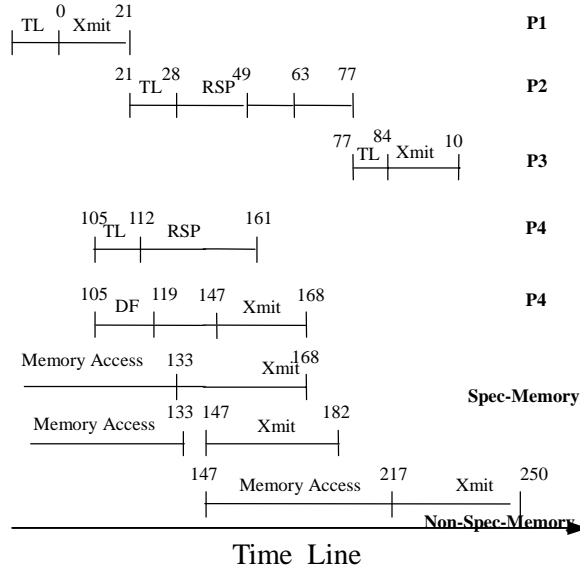 0 21
TL Xmit P1
21 28 49 63 77
TL RSP P2
77 84 10
TL Xmit P3
105 112 161
TL RSP P4
105 119 147 168
DF Xmit P4
Memory Access 133 Xmit 168
Spec-Memory
Memory Access 133 147 Xmit 182
147 Memory Access 217 Xmit 250
Non-Spec-Memory
Time Line